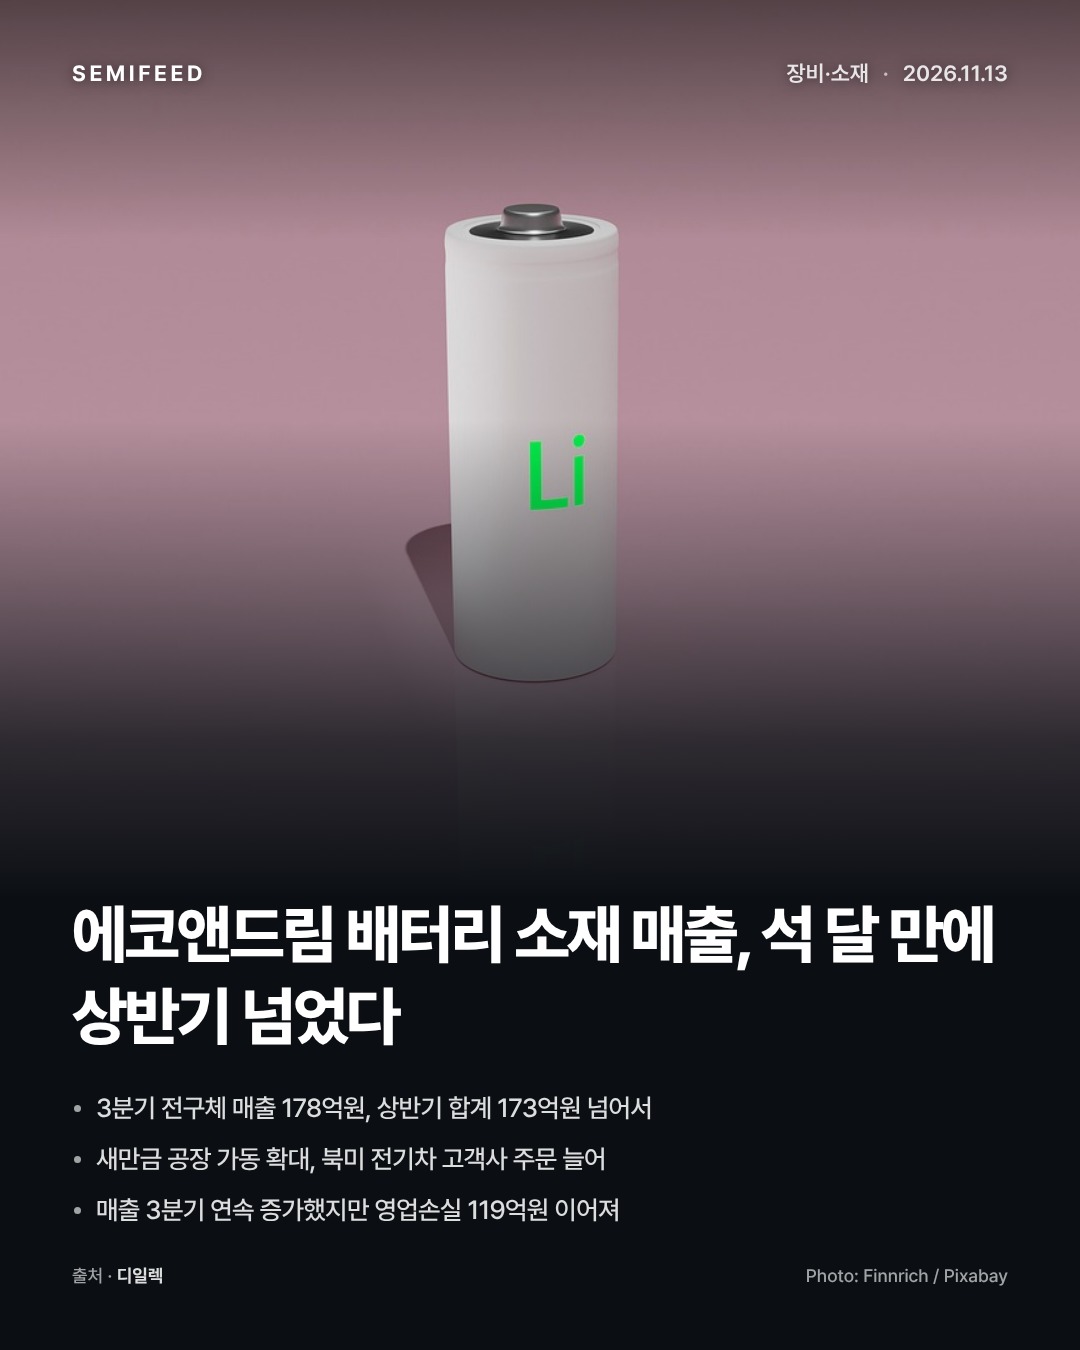 SEMIFEED
장비·소재 · 2026.11.13
Li
에코앤드림 배터리 소재 매출, 석 달 만에
상반기 넘었다
• 3분기 전구체 매출 178억원, 상반기 합계 173억원 넘어서
• 새만금 공장 가동 확대, 북미 전기차 고객사 주문 늘어
• 매출 3분기 연속 증가했지만 영업손실 119억원 이어져
출처 · 디일렉
Photo: Finnrich / Pixabay